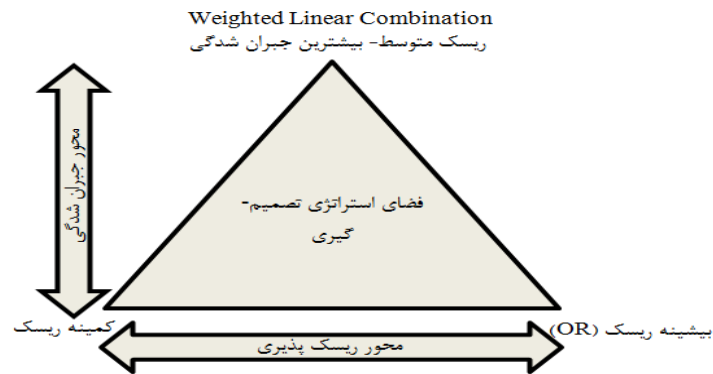 Weighted Linear Combination
ریسک متوسط- بیشترین جبران شدگی
محور جبران شدگی
فضای استراتژی تصمیم-
گیری
کمینه ریسک
بیشینه ریسک (OR)
محور ریسک پذیری